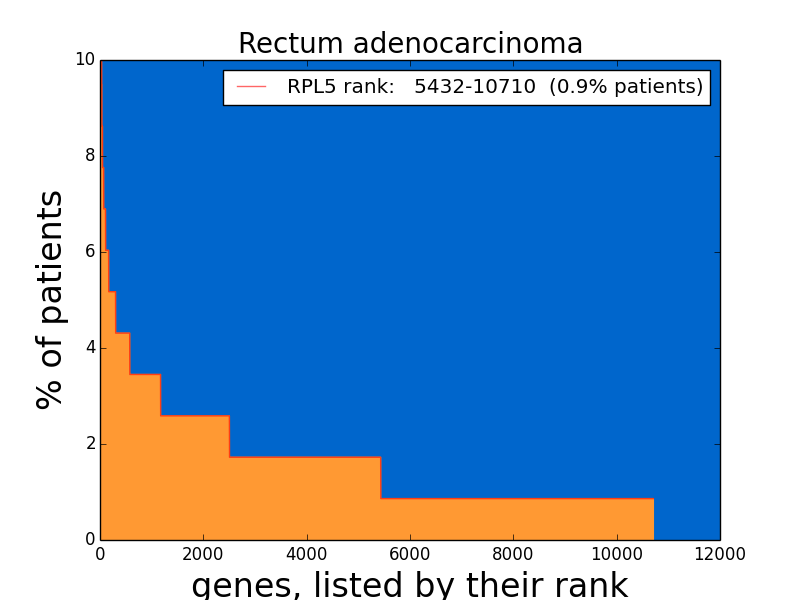 Rectum adenocarcinoma
RPL5 rank:   5432-10710  (0.9% patients)
10
8
6
4
2
0
% of patients
0 2000 4000 6000 8000 10000 12000
genes, listed by their rank